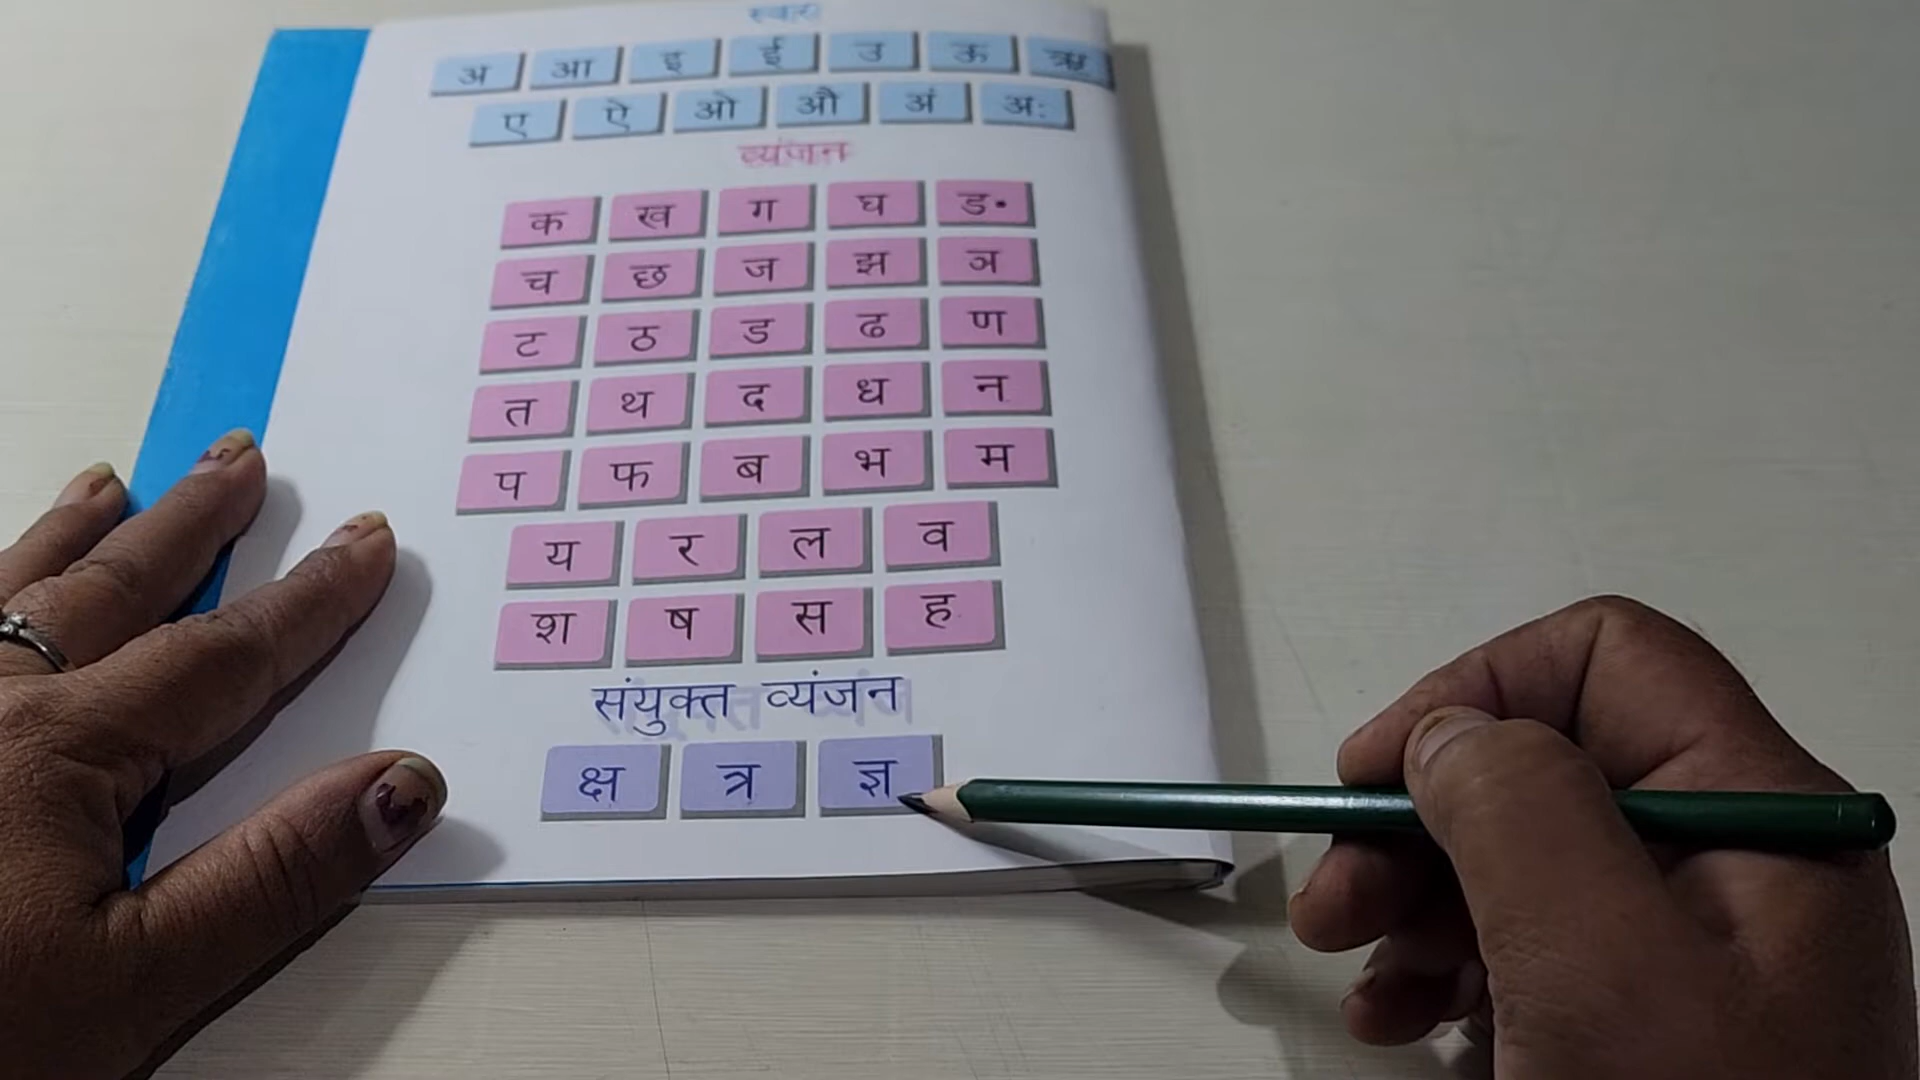 स्वर
अ आ इ ई उ ऊ ऋ
ए ऐ ओ औ अं अः
व्यंजन
क ख ग घ ङ
च छ ज झ ञ
ट ठ ड ढ ण
त थ द ध न
प फ ब भ म
य र ल व
श ष स ह
संयुक्त व्यंजन
क्ष त्र ज्ञ